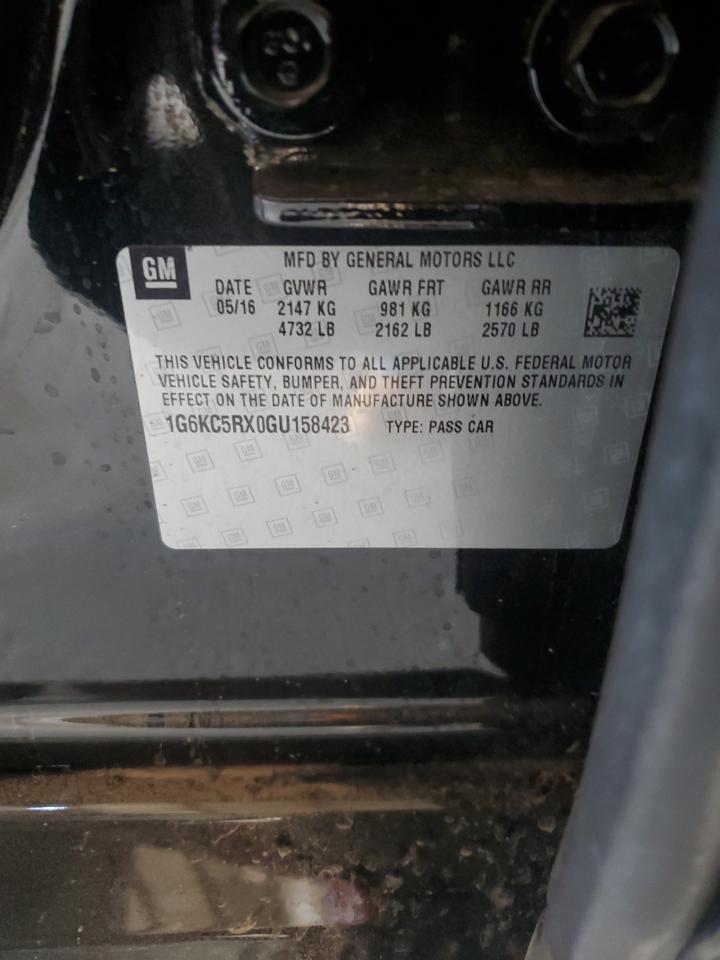 GM
MFD BY GENERAL MOTORS LLC
DATE GVWR GAWR FRT GAWR RR
05/16 2147 KG 981 KG 1166 KG
4732 LB 2162 LB 2570 LB
THIS VEHICLE CONFORMS TO ALL APPLICABLE U.S. FEDERAL MOTOR
VEHICLE SAFETY, BUMPER, AND THEFT PREVENTION STANDARDS IN
EFFECT ON THE DATE OF MANUFACTURE SHOWN ABOVE.
1G6KC5RX0GU158423 TYPE: PASS CAR